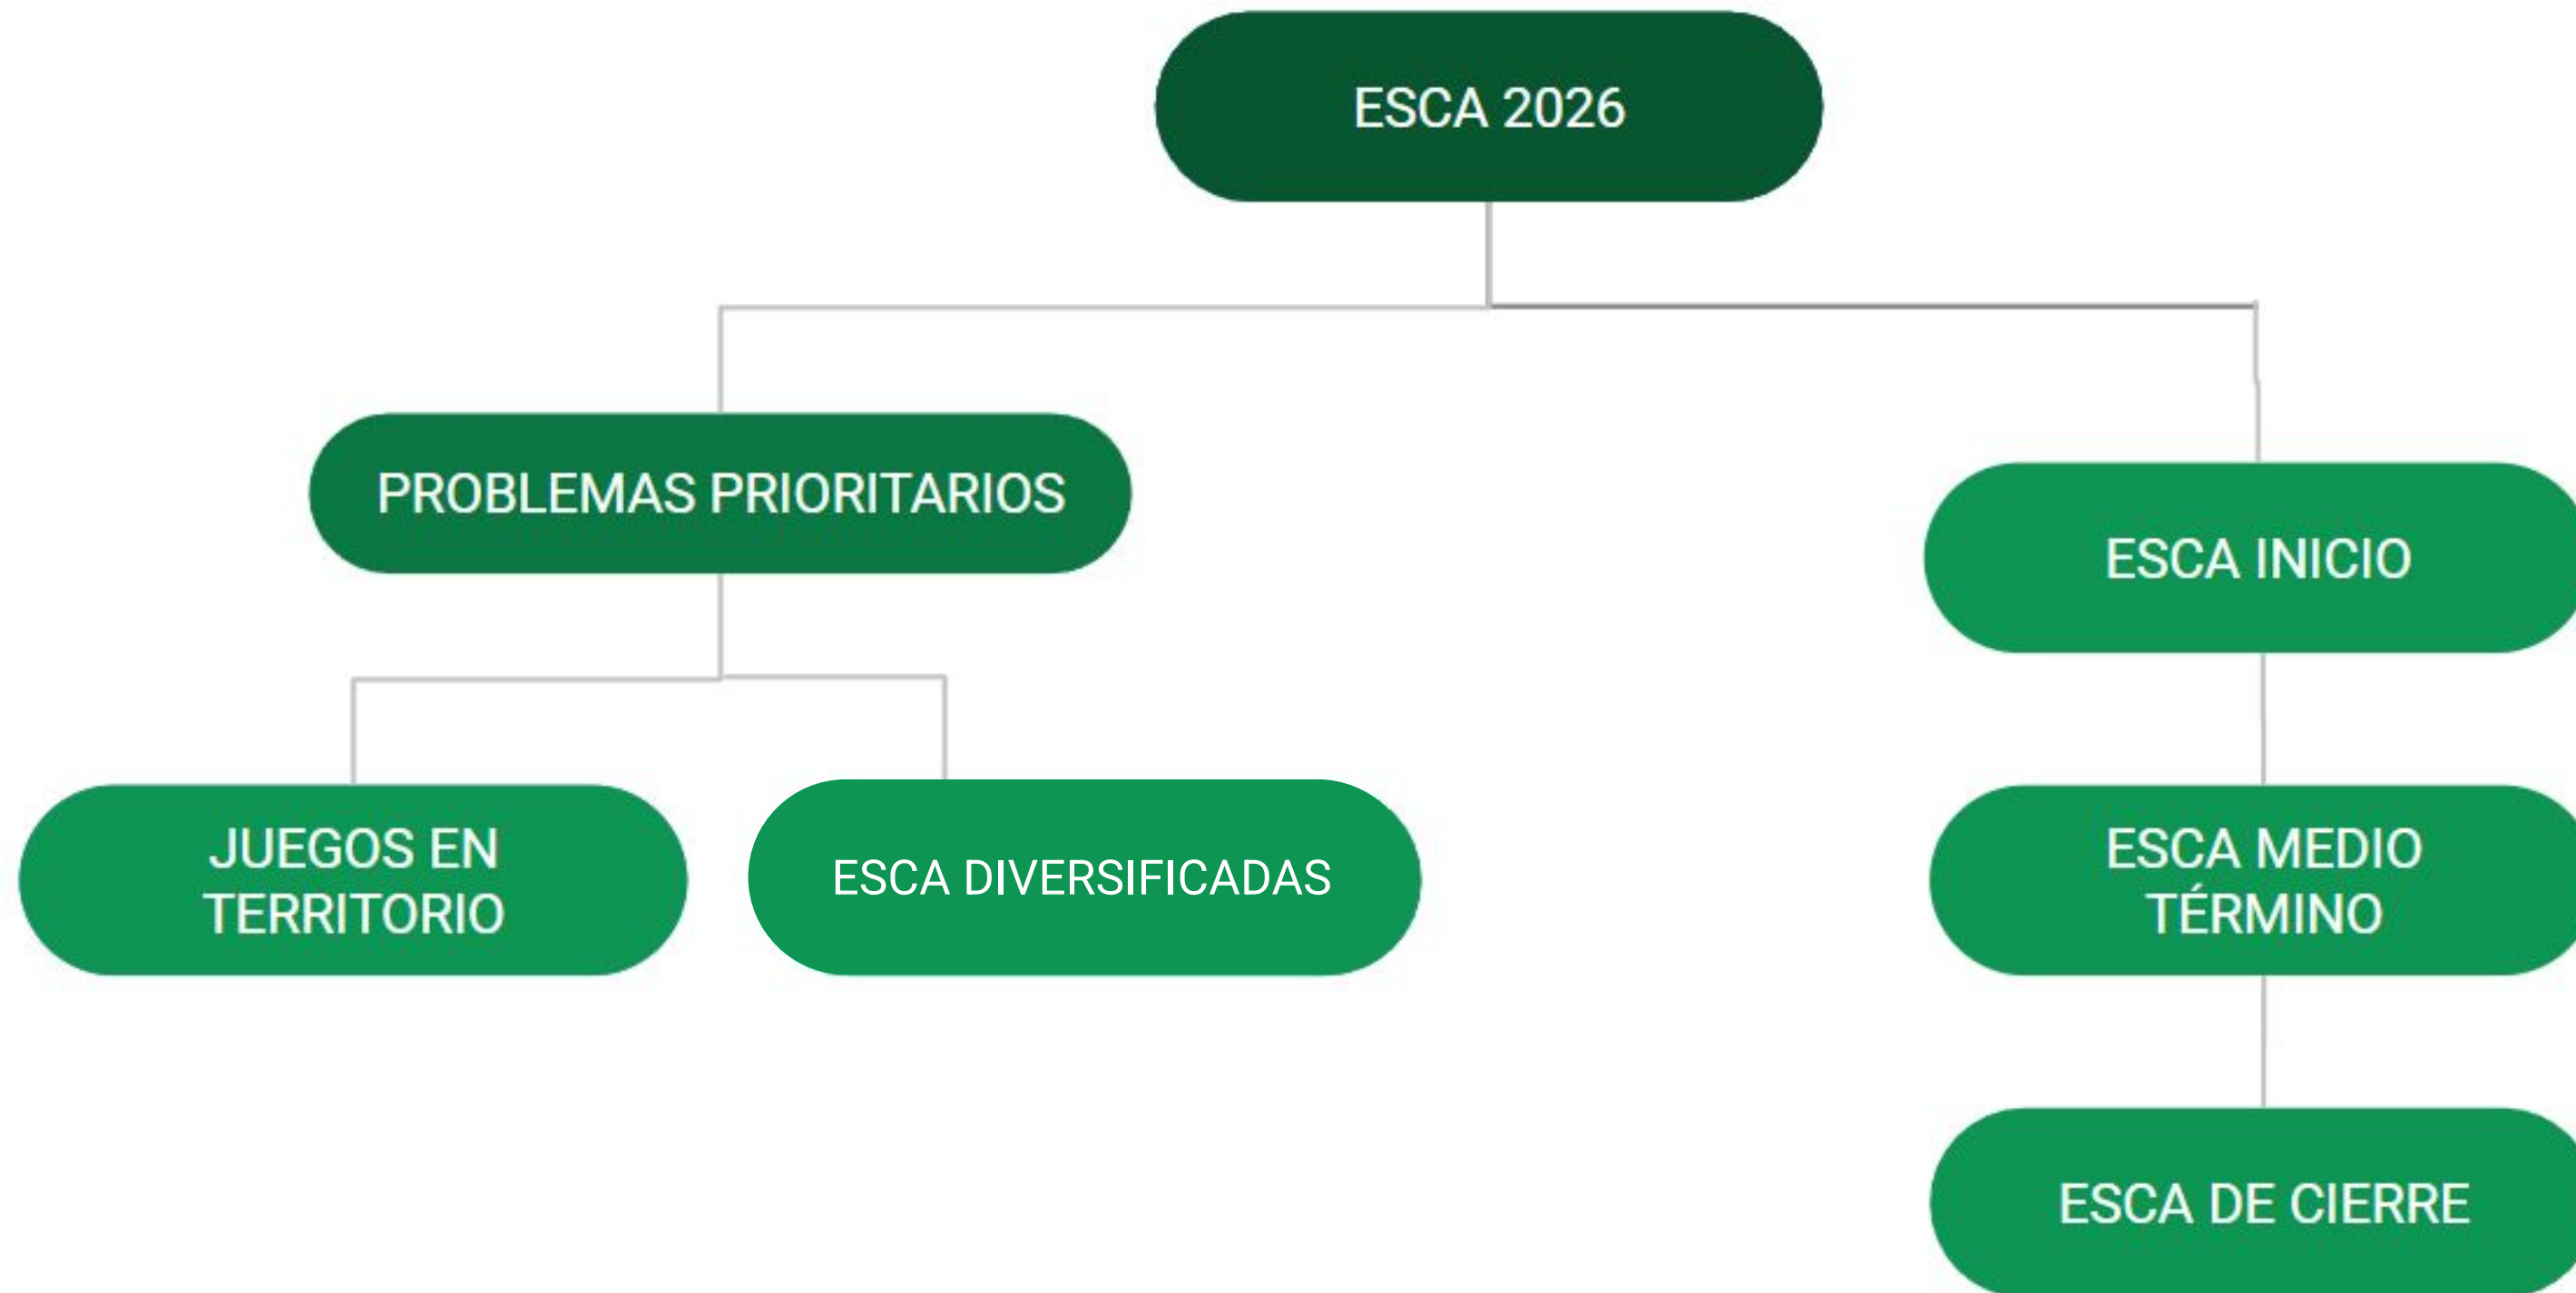 ESCA 2026
PROBLEMAS PRIORITARIOS
ESCA INICIO
JUEGOS EN
TERRITORIO
ESCA DIVERSIFICADAS
ESCA MEDIO
TÉRMINO
ESCA DE CIERRE